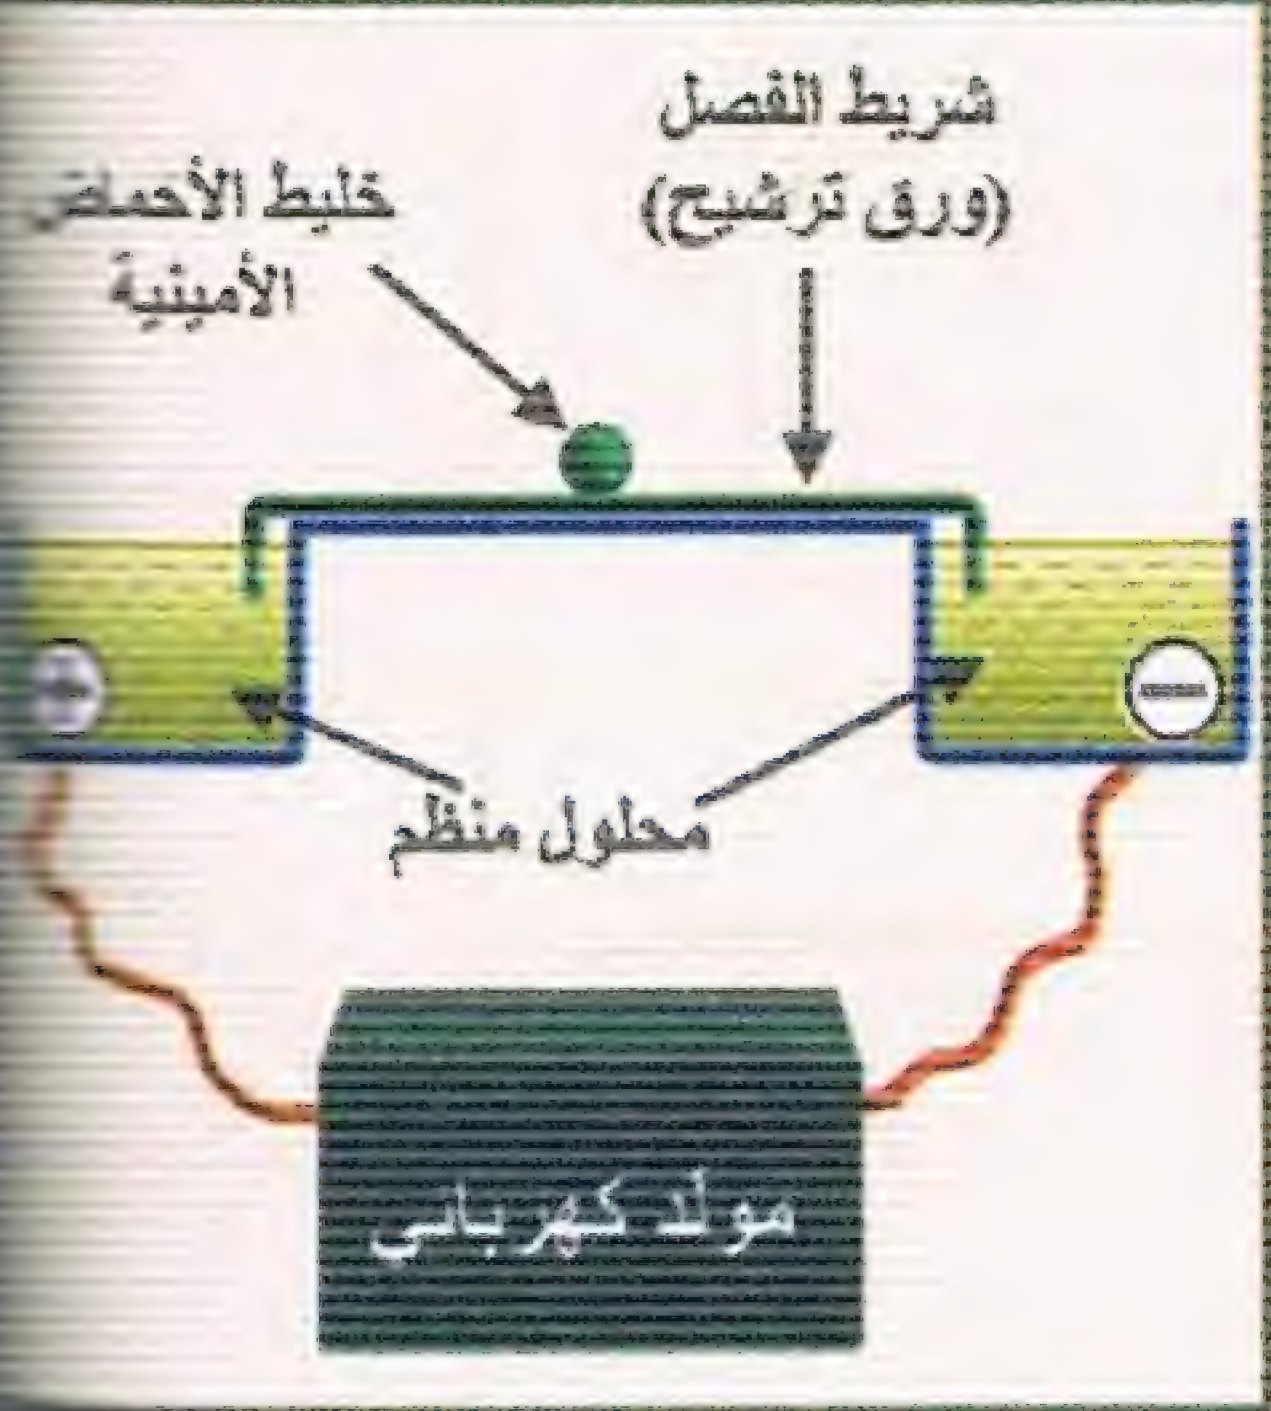 شريط الفصل
(ورق ترشيح)
خليط الأحماض
الأمينية
محلول منظم
مولد كهربائي